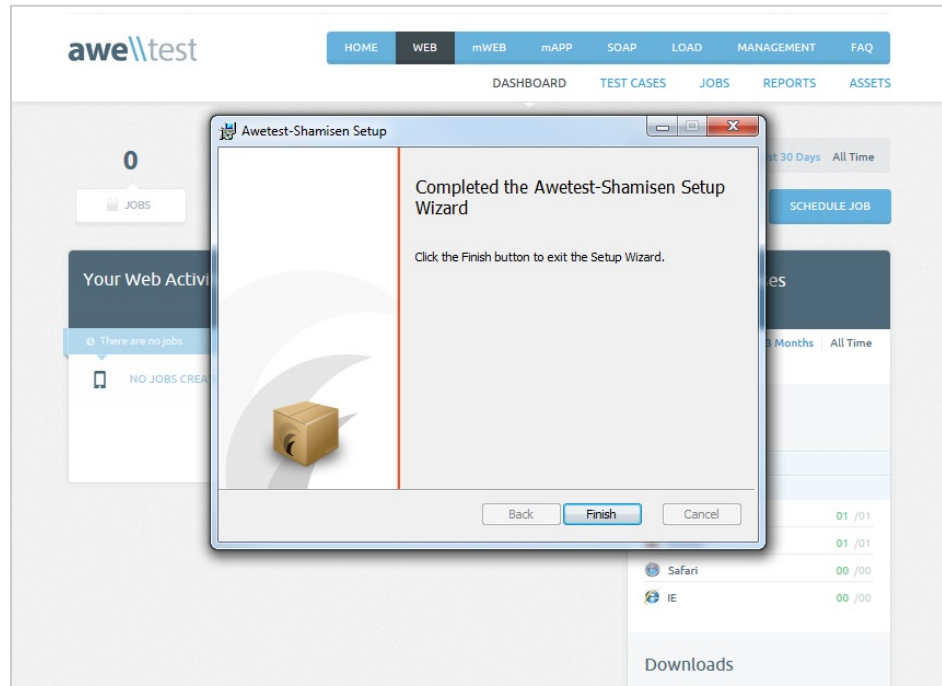 awe\\test
HOME WEB mWEB mAPP SOAP LOAD MANAGEMENT FAQ
DASHBOARD TEST CASES JOBS REPORTS ASSETS
Awetest-Shamisen Setup
0
JOBS
30 Days All Time
SCHEDULE JOB
Completed the Awetest-Shamisen Setup
Wizard
Click the Finish button to exit the Setup Wizard.
Your Web Activi
There are no jobs
NO JOBS CREA
3 Months All Time
Back Finish Cancel
01 /01
01 /01
Safari 00 /00
IE 00 /00
Downloads